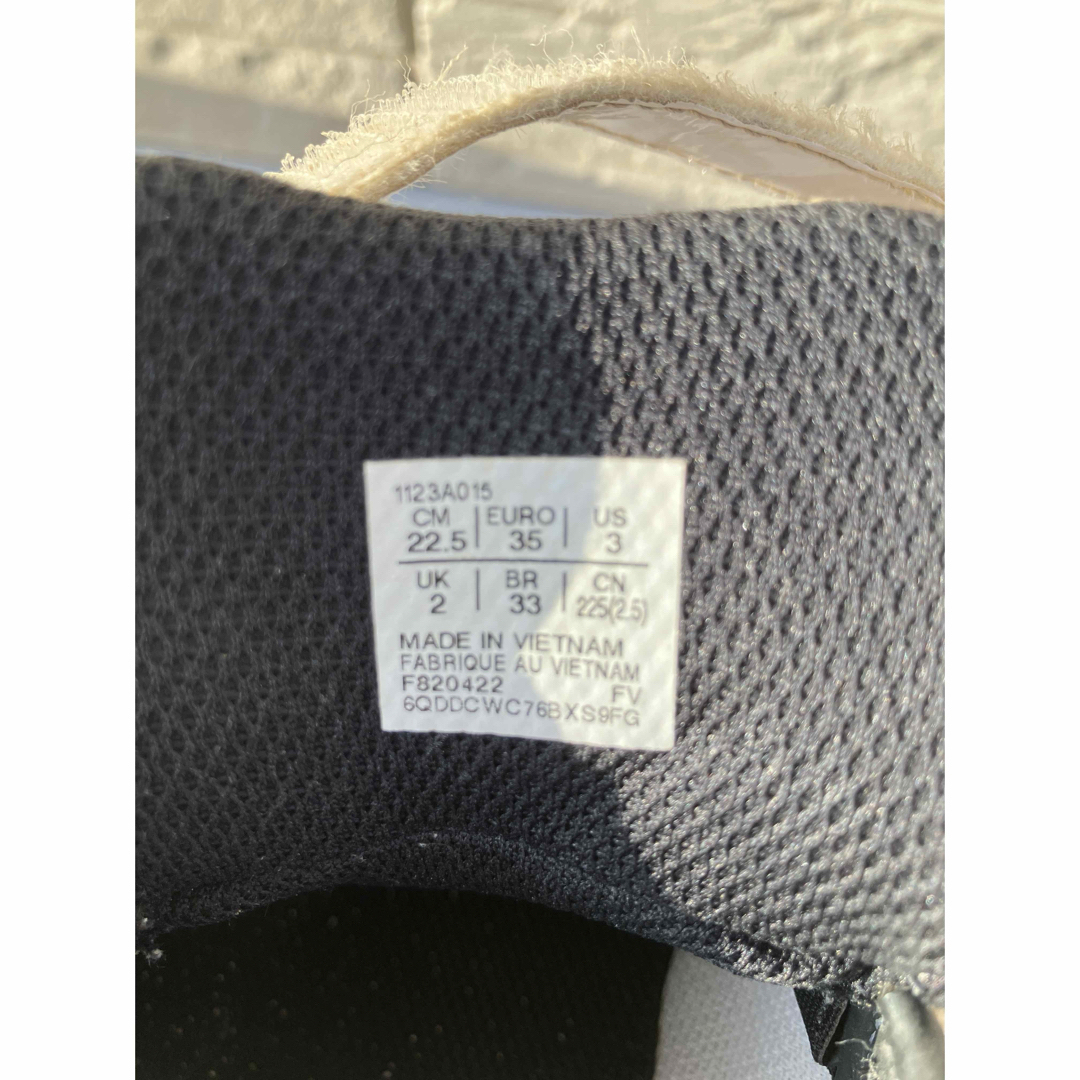 1123A015
CM | EURO | US
22.5 | 35 | 3
UK | BR | CN
2 | 33 | 225(2.5)
MADE IN VIETNAM
FABRIQUE AU VIETNAM
F820422 FV
6QDDCWC76BXS9FG